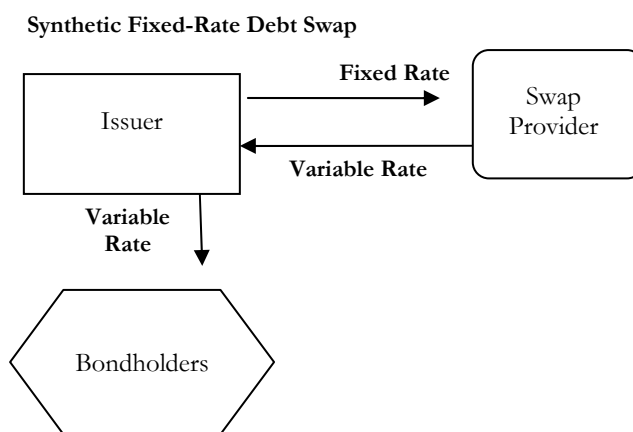 Synthetic Fixed-Rate Debt Swap
Fixed Rate
Issuer
Swap
Provider
Variable Rate
Variable
Rate
Bondholders